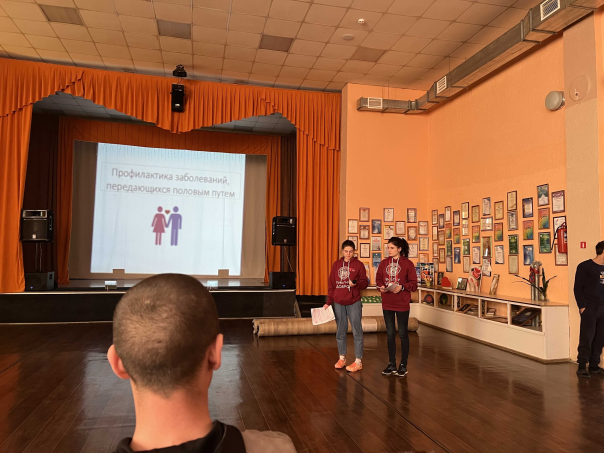 Профилактика заболеваний,
передающихся половым путем